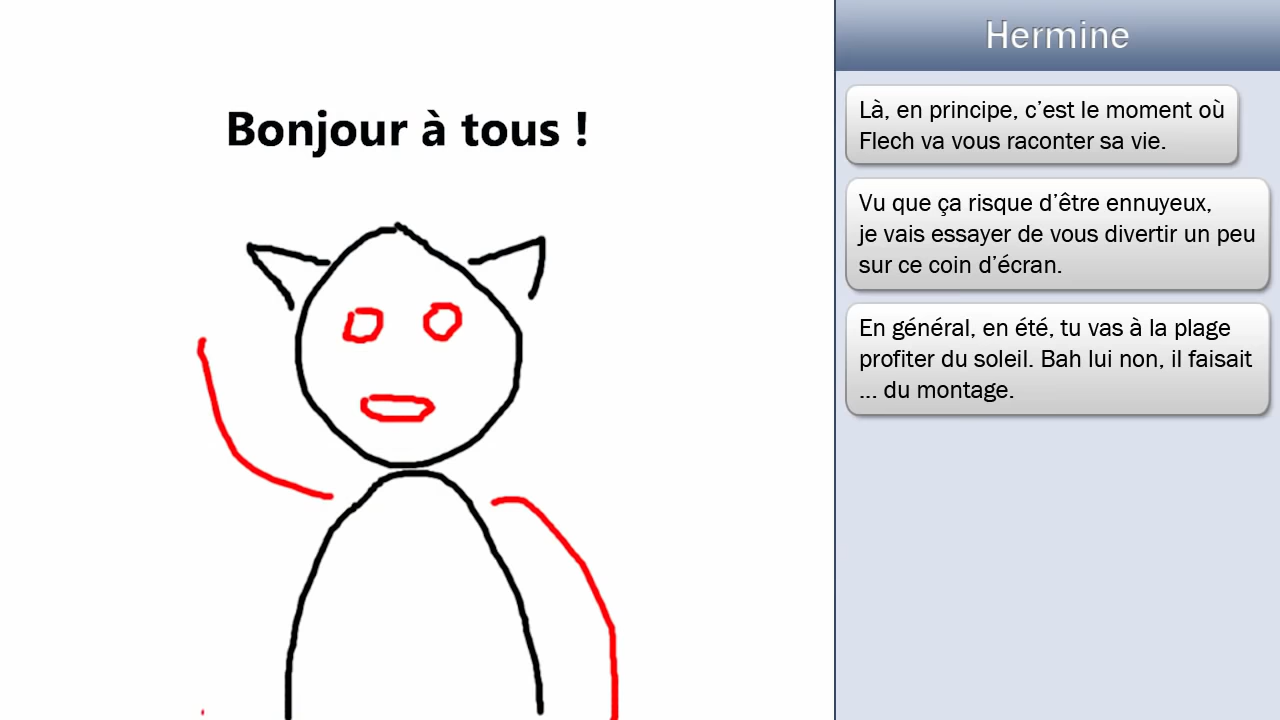 Bonjour à tous !
Hermine
Là, en principe, c’est le moment où
Flech va vous raconter sa vie.
Vu que ça risque d’être ennuyeux,
je vais essayer de vous divertir un peu
sur ce coin d’écran.
En général, en été, tu vas à la plage
profiter du soleil. Bah lui non, il faisait
... du montage.